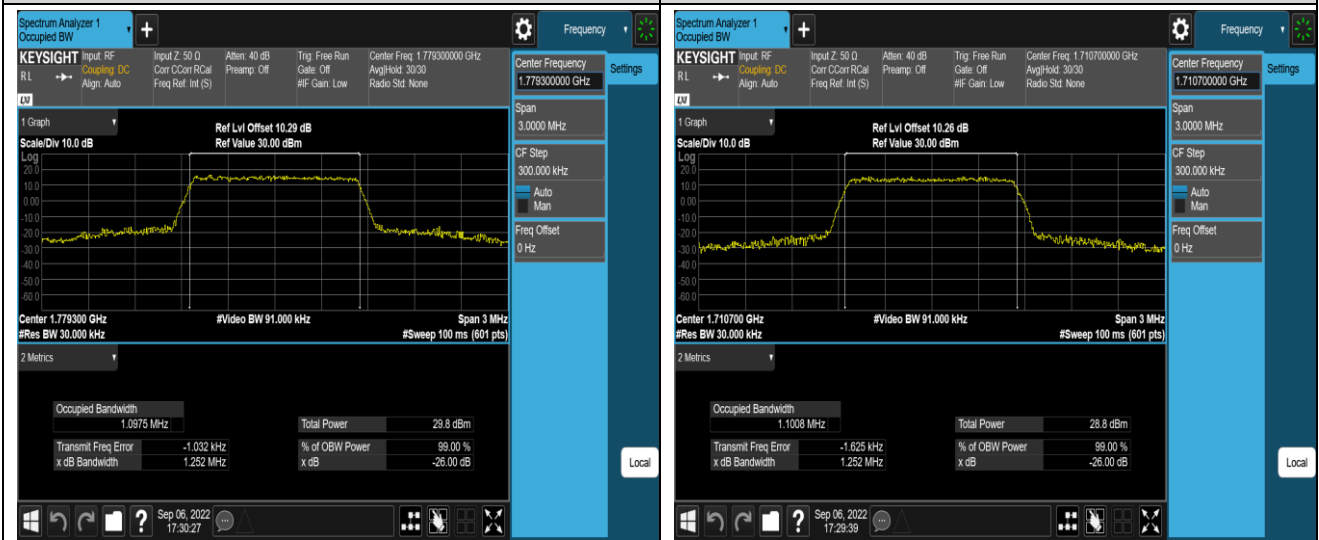 Spectrum Analyzer 1
Occupied BW
+
Frequency
KEYSIGHT
RL
LXI
Input: RF
Coupling: DC
Align: Auto
Input Z: 50 Ω
Corr CCorr RCal
Freq Ref: Int (S)
Atten: 40 dB
Preamp: Off
Trig: Free Run
Gate: Off
#IF Gain: Low
Center Freq: 1.779300000 GHz
Avg|Hold: 30/30
Radio Std: None
Center Frequency
1.779300000 GHz
Settings
Span
3.0000 MHz
CF Step
300.000 kHz
Auto
Man
Freq Offset
0 Hz
Local
1 Graph
Scale/Div 10.0 dB
Ref Lvl Offset 10.29 dB
Ref Value 30.00 dBm
Log
20.0
10.0
0.00
-10.0
-20.0
-30.0
-40.0
-50.0
-60.0
Center 1.779300 GHz
#Video BW 91.000 kHz
Span 3 MHz
#Res BW 30.000 kHz
#Sweep 100 ms (601 pts)
2 Metrics
Occupied Bandwidth
1.0975 MHz
Total Power 29.8 dBm
Transmit Freq Error -1.032 kHz
% of OBW Power 99.00 %
x dB Bandwidth 1.252 MHz
x dB -26.00 dB
?
Sep 06, 2022
17:30:27
Spectrum Analyzer 1
Occupied BW
+
Frequency
KEYSIGHT
RL
LXI
Input: RF
Coupling: DC
Align: Auto
Input Z: 50 Ω
Corr CCorr RCal
Freq Ref: Int (S)
Atten: 40 dB
Preamp: Off
Trig: Free Run
Gate: Off
#IF Gain: Low
Center Freq: 1.710700000 GHz
Avg|Hold: 30/30
Radio Std: None
Center Frequency
1.710700000 GHz
Settings
Span
3.0000 MHz
CF Step
300.000 kHz
Auto
Man
Freq Offset
0 Hz
Local
1 Graph
Scale/Div 10.0 dB
Ref Lvl Offset 10.26 dB
Ref Value 30.00 dBm
Log
20.0
10.0
0.00
-10.0
-20.0
-30.0
-40.0
-50.0
-60.0
Center 1.710700 GHz
#Video BW 91.000 kHz
Span 3 MHz
#Res BW 30.000 kHz
#Sweep 100 ms (601 pts)
2 Metrics
Occupied Bandwidth
1.1008 MHz
Total Power 28.8 dBm
Transmit Freq Error -1.625 kHz
% of OBW Power 99.00 %
x dB Bandwidth 1.252 MHz
x dB -26.00 dB
?
Sep 06, 2022
17:29:39